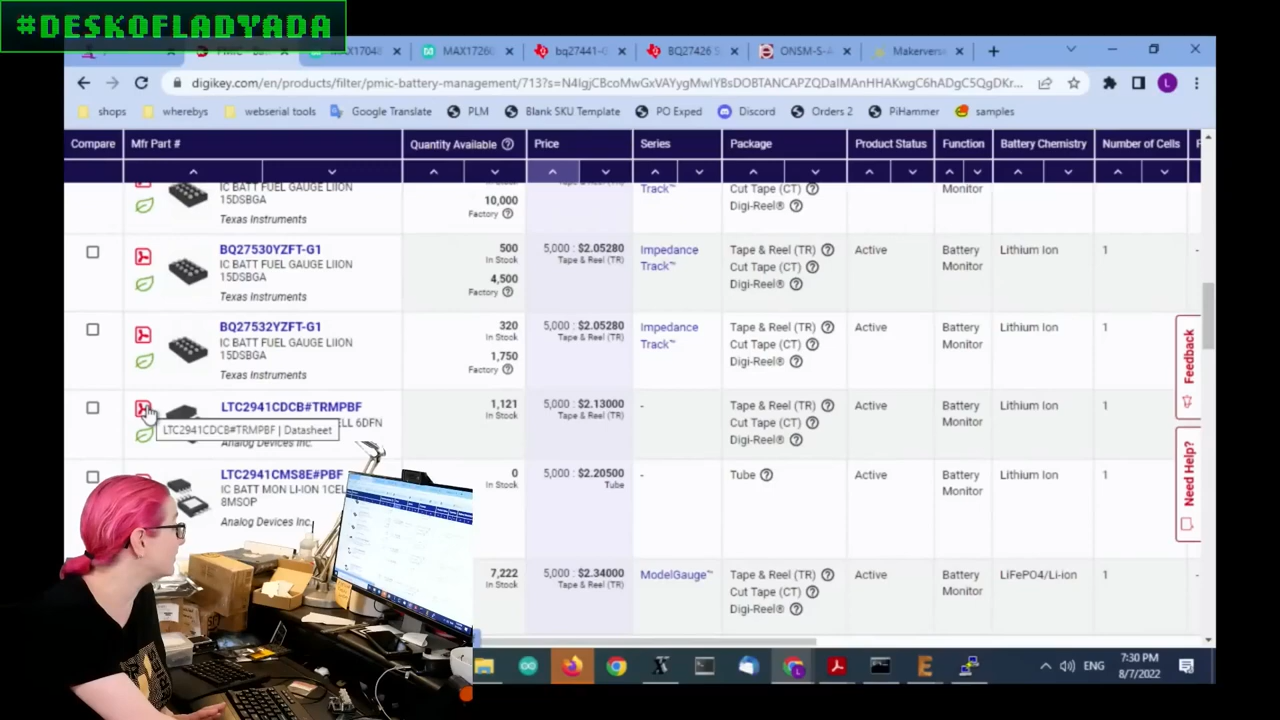 #DESKOFLADYADA
MAX17048
MAX17260
bq27441-G
BQ27426 S
ONSM-S-A
Makerverse
digikey.com/en/products/filter/pmic-battery-management/713?s=
shops
whereby
webserial tools
Google Translate
PLM
Blank SKU Template
PO Exped
Discord
Orders 2
PiHammer
samples
Compare
Mfr Part #
Quantity Available
Price
Series
Package
Product Status
Function
Battery Chemistry
Number of Cells
IC BATT FUEL GAUGE LIION
15DSBGA
Texas Instruments
10,000
Factory
Tape & Reel (TR)
Track™
Cut Tape (CT)
Digi-Reel®
BQ27530YZFT-G1
IC BATT FUEL GAUGE LIION
15DSBGA
Texas Instruments
500
In Stock
4,500
Factory
5,000 : $2.05280
Tape & Reel (TR)
Impedance
Track™
Tape & Reel (TR)
Cut Tape (CT)
Digi-Reel®
Active
Battery
Monitor
Lithium Ion
1
-
BQ27532YZFT-G1
IC BATT FUEL GAUGE LIION
15DSBGA
Texas Instruments
320
In Stock
1,750
Factory
5,000 : $2.05280
Tape & Reel (TR)
Impedance
Track™
Tape & Reel (TR)
Cut Tape (CT)
Digi-Reel®
Active
Battery
Monitor
Lithium Ion
1
-
LTC2941CDCB#TRMPBF
ELL 6DFN
LTC2941CDCB#TRMPBF | Datasheet
Analog Devices Inc.
1,121
In Stock
5,000 : $2.13000
Tape & Reel (TR)
-
Tape & Reel (TR)
Cut Tape (CT)
Digi-Reel®
Active
Battery
Monitor
Lithium Ion
1
LTC2941CMS8E#PBF
IC BATT MON LI-ION 1CEL
8MSOP
Analog Devices Inc.
0
In Stock
5,000 : $2.20500
Tube
-
Tube
Active
Battery
Monitor
Lithium Ion
1
-
7,222
In Stock
5,000 : $2.34000
Tape & Reel (TR)
ModelGauge™
Tape & Reel (TR)
Cut Tape (CT)
Digi-Reel®
Active
Battery
Monitor
LiFePO4/Li-ion
1
-
Feedback
Need Help?
ENG
7:30 PM
8/7/2022